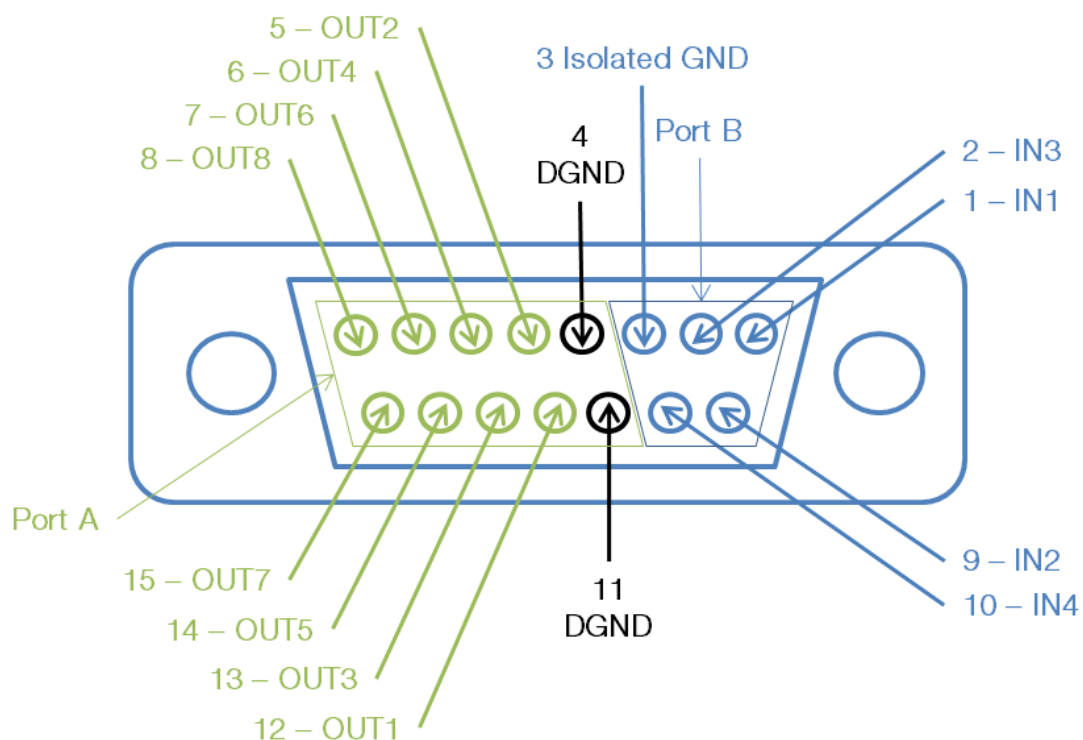 5 – OUT2
6 – OUT4
7 – OUT6
8 – OUT8
3 Isolated GND
4
DGND
Port B
2 – IN3
1 – IN1
Port A
15 – OUT7
14 – OUT5
13 – OUT3
12 – OUT1
11
DGND
9 – IN2
10 – IN4